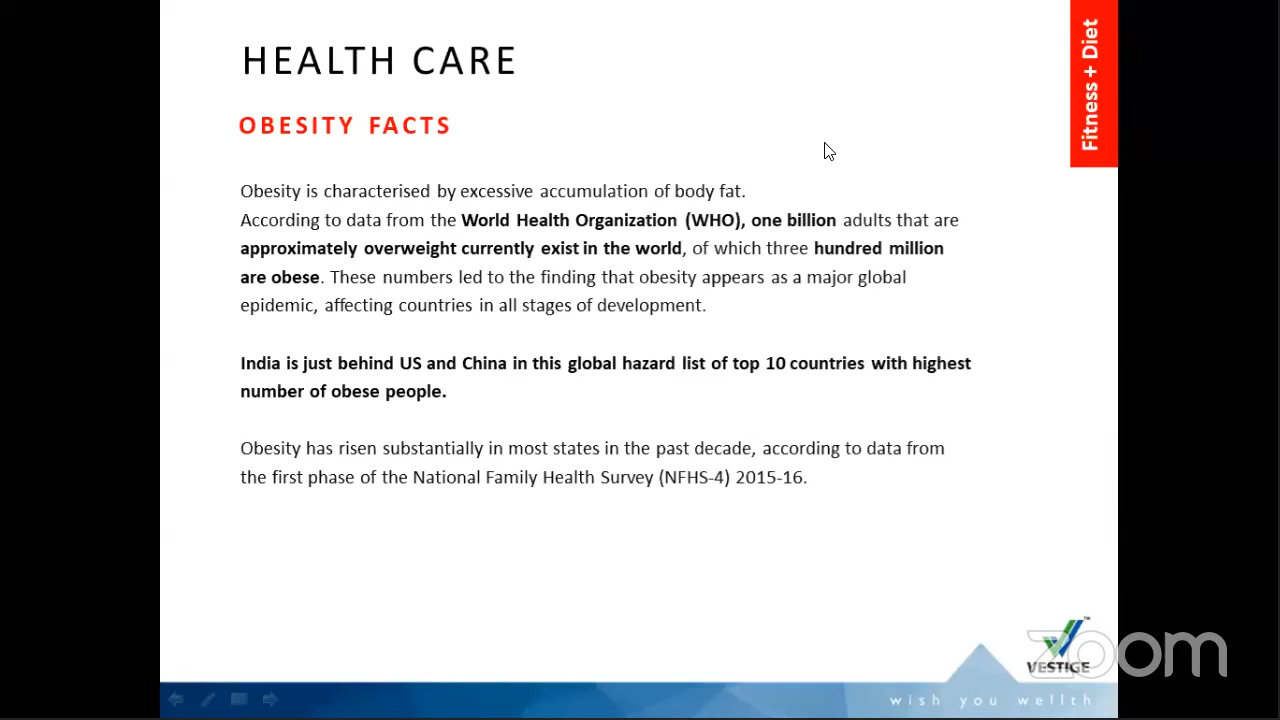 HEALTH CARE
Fitness + Diet
OBESITY FACTS
Obesity is characterised by excessive accumulation of body fat.
According to data from the World Health Organization (WHO), one billion adults that are
approximately overweight currently exist in the world, of which three hundred million
are obese. These numbers led to the finding that obesity appears as a major global
epidemic, affecting countries in all stages of development.
India is just behind US and China in this global hazard list of top 10 countries with highest
number of obese people.
Obesity has risen substantially in most states in the past decade, according to data from
the first phase of the National Family Health Survey (NFHS-4) 2015-16.
zoom
VESTIGE
wish you wellth